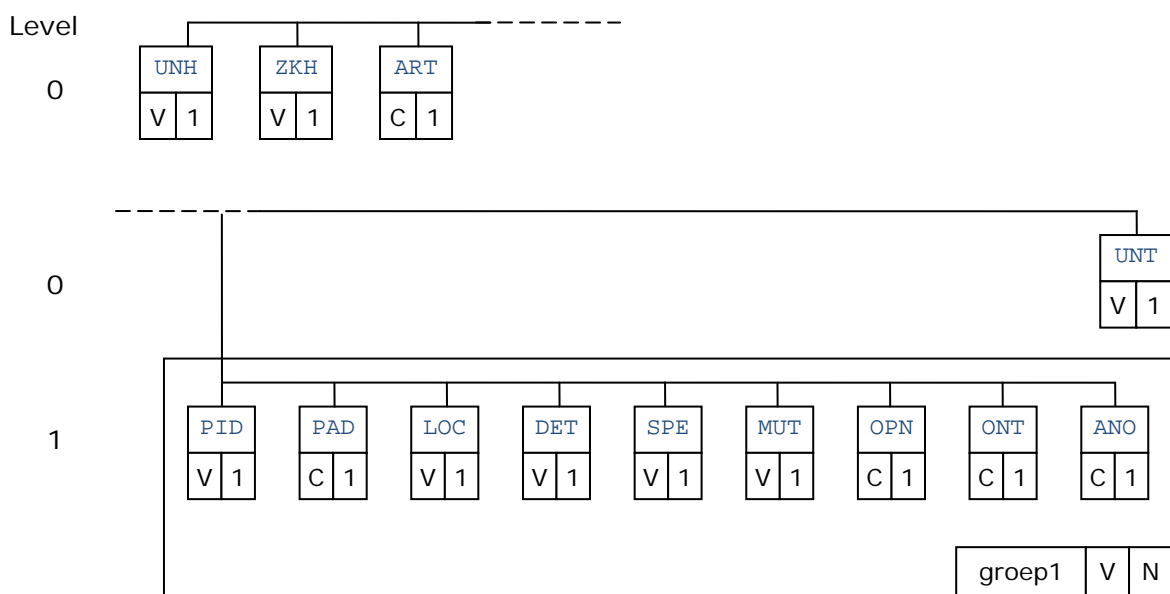 Level
UNH ZKH ART
0
V 1 V 1 C 1
UNT
0
V 1
PID PAD LOC DET SPE MUT OPN ONT ANO
1
V 1 C 1 V 1 V 1 V 1 V 1 C 1 C 1 C 1
groep1 V N